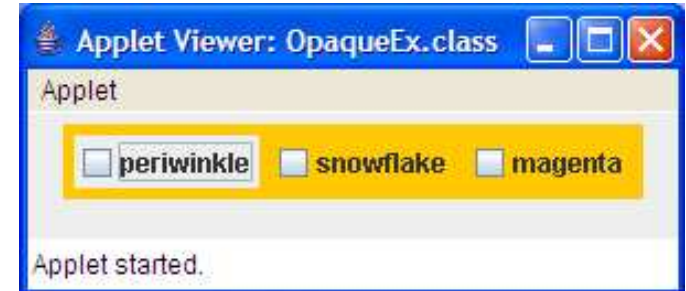 Applet Viewer: OpaqueEx.class
Applet
periwinkle snowflake magenta
Applet started.